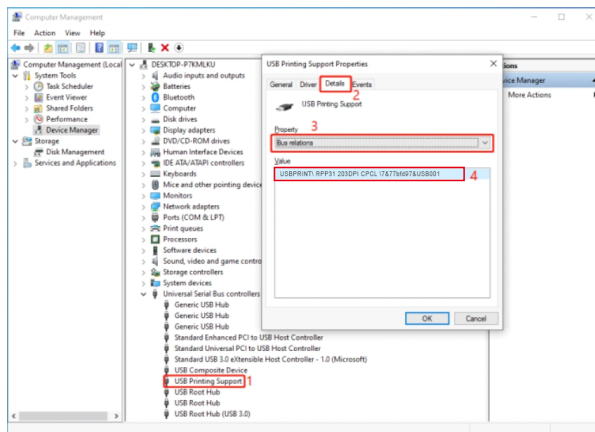 Computer Management
File Action View Help
Computer Management (Local
System Tools
Task Scheduler
Event Viewer
Shared Folders
Performance
Device Manager
Storage
Disk Management
Services and Applications
DESKTOP-P7KMLKU
Audio inputs and outputs
Batteries
Bluetooth
Computer
Disk drives
Display adapters
DVD/CD-ROM drives
Human Interface Devices
IDE ATA/ATAPI controllers
Keyboards
Mice and other pointing device
Monitors
Network adapters
Ports (COM & LPT)
Print queues
Processors
Software devices
Sound, video and game contro
Storage controllers
System devices
Universal Serial Bus controllers
Generic USB Hub
Generic USB Hub
Generic USB Hub
Standard Enhanced PCI to USB Host Controller
Standard Universal PCI to USB Host Controller
Standard USB 3.0 eXtensible Host Controller - 1.0 (Microsoft)
USB Composite Device
USB Printing Support 1
USB Root Hub
USB Root Hub
USB Root Hub (USB 3.0)
USB Printing Support Properties
General Driver Details Events
2
USB Printing Support
Property 3
Bus relations
Value
USBPRINT\ RPP31 203DPI CPCL \7&77bfd97&USB001 4
OK Cancel
ions
vice Manager
More Actions